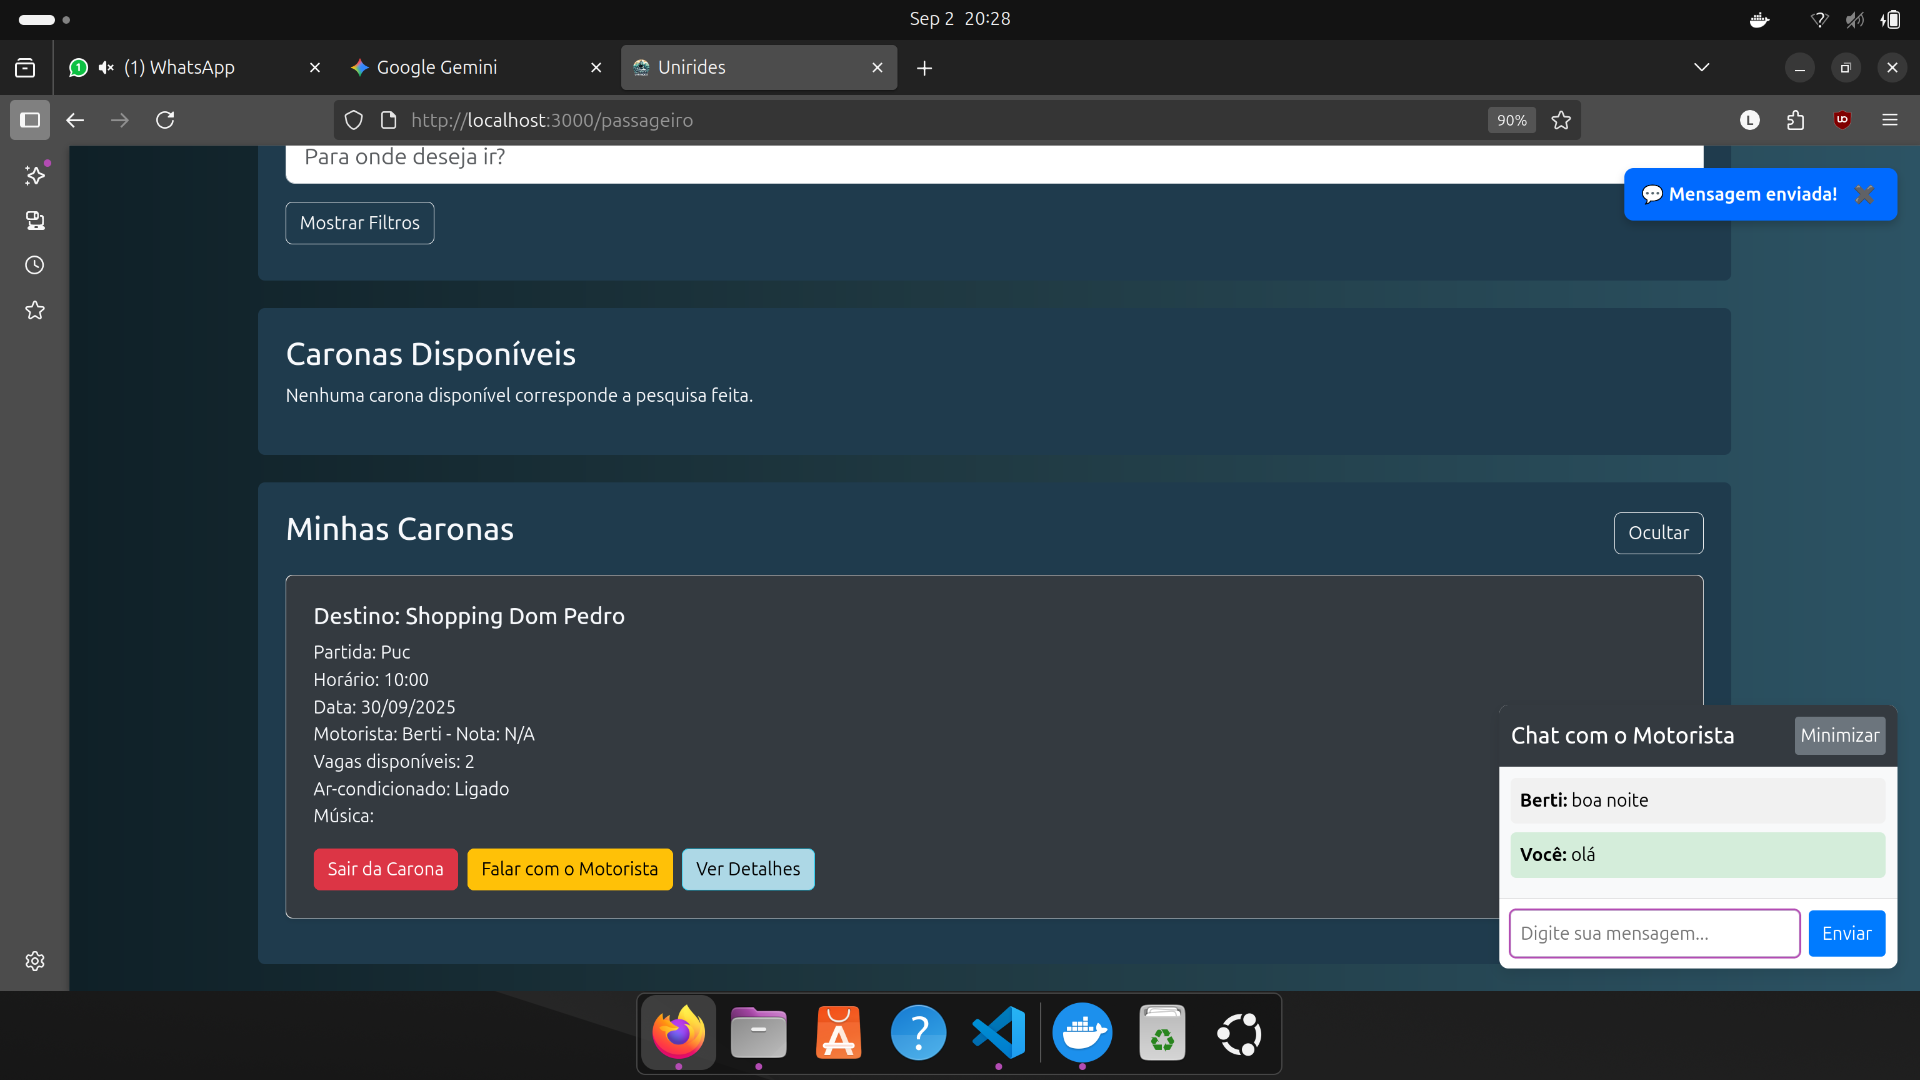 Sep 2 20:28
(1) WhatsApp
Google Gemini
Unirides
http://localhost:3000/passageiro
90%
L
Para onde deseja ir?
Mensagem enviada!
Mostrar Filtros
Caronas Disponíveis
Nenhuma carona disponível corresponde a pesquisa feita.
Minhas Caronas
Ocultar
Destino: Shopping Dom Pedro
Partida: Puc
Horário: 10:00
Data: 30/09/2025
Motorista: Berti - Nota: N/A
Vagas disponíveis: 2
Ar-condicionado: Ligado
Música:
Sair da Carona
Falar com o Motorista
Ver Detalhes
Chat com o Motorista
Minimizar
Berti: boa noite
Você: olá
Digite sua mensagem...
Enviar